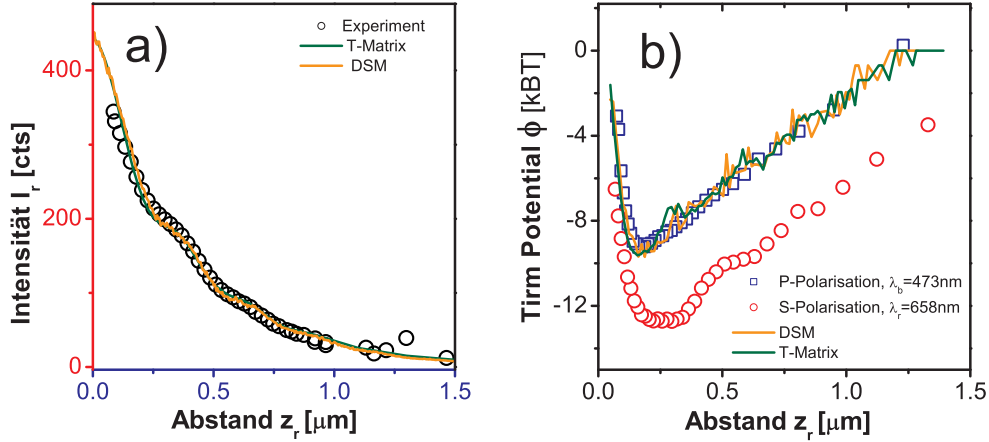 a)
Experiment
T-Matrix
DSM
400
200
0
Intensität I_r [cts]
0.0
0.5
1.0
1.5
Abstand z_r [μm]
b)
0
-4
-8
-12
Tirm Potential ϕ [kBT]
P-Polarisation, λ_b=473nm
S-Polarisation, λ_r=658nm
DSM
T-Matrix
0.0
0.5
1.0
1.5
Abstand z_r [μm]